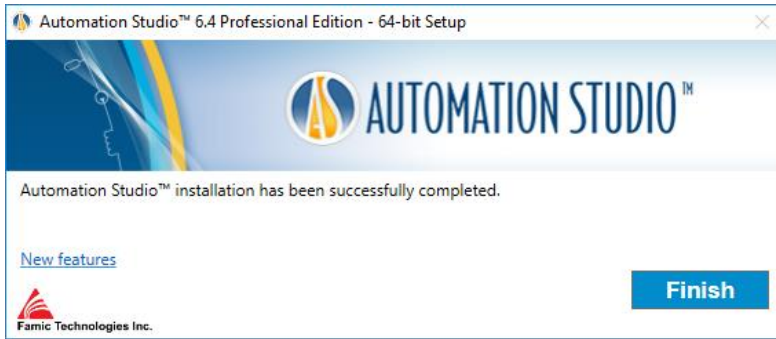 Automation Studio™ 6.4 Professional Edition - 64-bit Setup
AUTOMATION STUDIO™
Automation Studio™ installation has been successfully completed.
New features
Finish
Famic Technologies Inc.